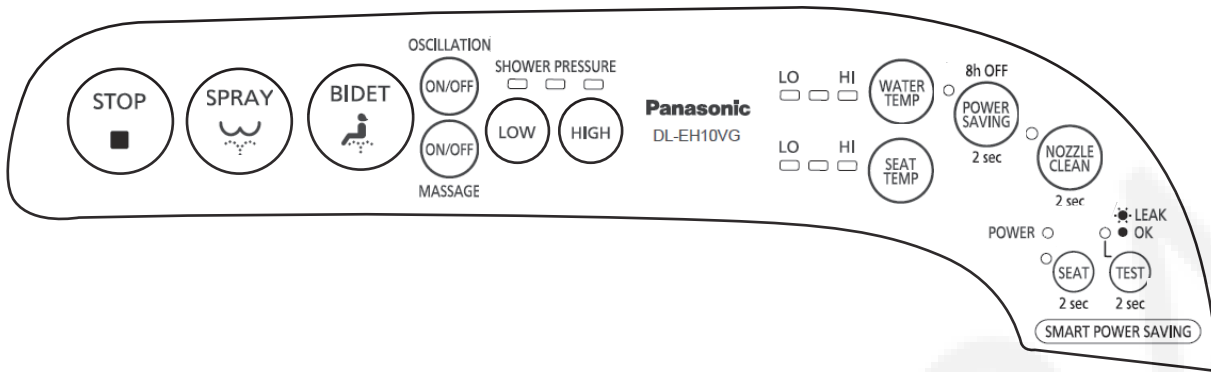 STOP
SPRAY
BIDET
OSCILLATION
ON/OFF
ON/OFF
MASSAGE
SHOWER PRESSURE
LOW
HIGH
Panasonic
DL-EH10VG
LO HI
WATER
TEMP
LO HI
SEAT
TEMP
8h OFF
POWER
SAVING
2 sec
NOZZLE
CLEAN
2 sec
LEAK
OK
POWER
SEAT
2 sec
L
TEST
2 sec
SMART POWER SAVING